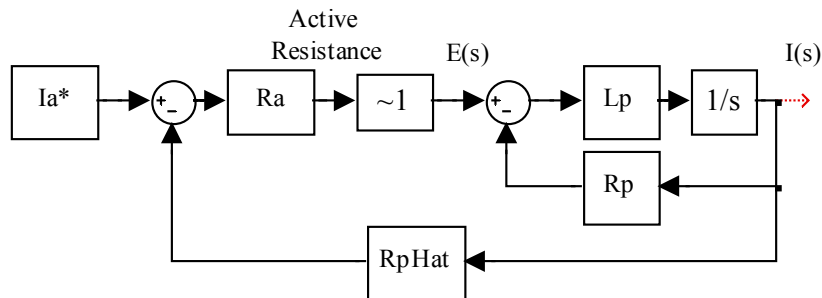 Active
Resistance
E(s)
I(s)
Ia*
+
-
Ra
~1
+
-
Lp
1/s
Rp
RpHat